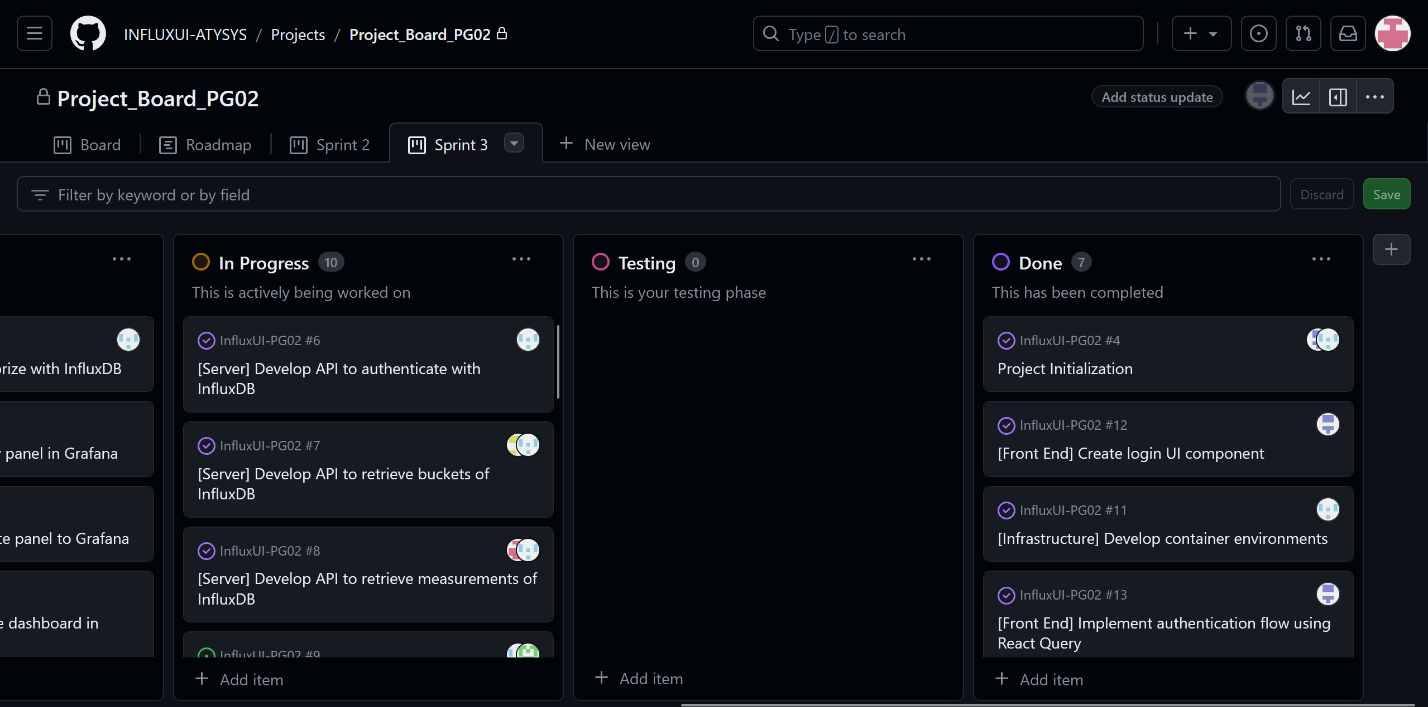 INFLUXUI-ATYSYS / Projects / Project_Board_PG02
Type / to search
Project_Board_PG02
Add status update
Board
Roadmap
Sprint 2
Sprint 3
New view
Filter by keyword or by field
Discard
Save
rize with InfluxDB
panel in Grafana
te panel to Grafana
e dashboard in
In Progress 10
This is actively being worked on
InfluxUI-PG02 #6
[Server] Develop API to authenticate with
InfluxDB
InfluxUI-PG02 #7
[Server] Develop API to retrieve buckets of
InfluxDB
InfluxUI-PG02 #8
[Server] Develop API to retrieve measurements of
InfluxDB
InfluxUI-PG02 #9
Add item
Testing 0
This is your testing phase
Add item
Done 7
This has been completed
InfluxUI-PG02 #4
Project Initialization
InfluxUI-PG02 #12
[Front End] Create login UI component
InfluxUI-PG02 #11
[Infrastructure] Develop container environments
InfluxUI-PG02 #13
[Front End] Implement authentication flow using
React Query
Add item